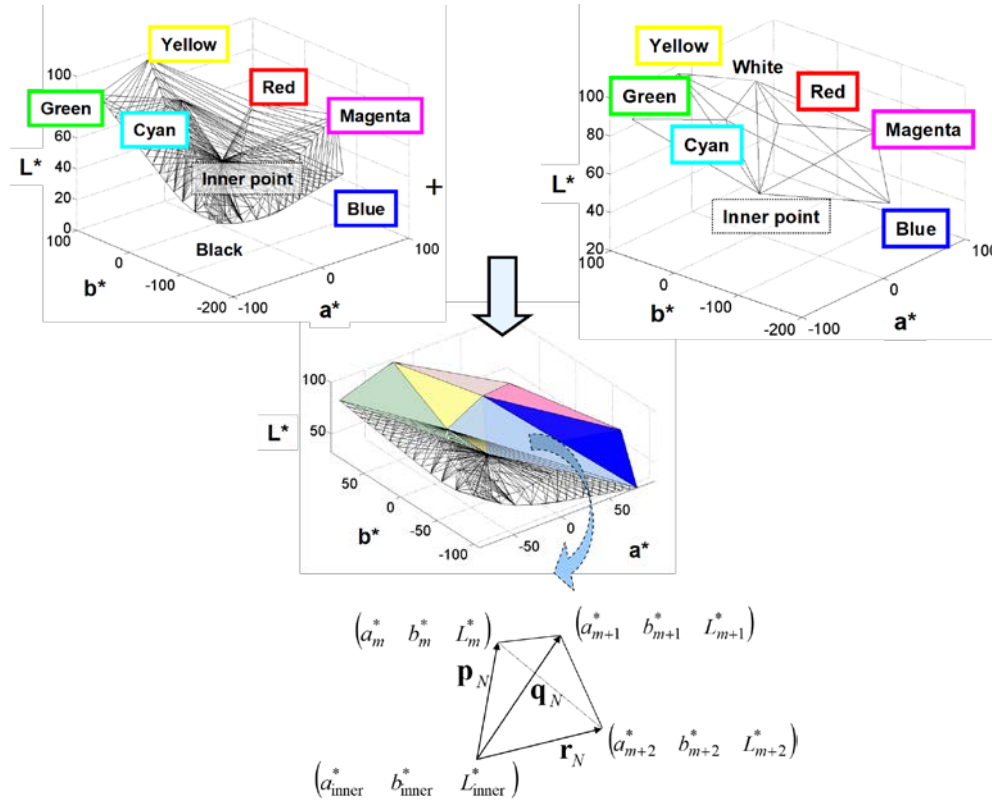 Yellow
Red
Green
Cyan
Magenta
Inner point
Blue
Black
L*
100
80
60
40
20
0
100
0
-100
-200
b*
-100
0
100
a*
+
Yellow
White
Red
Green
Cyan
Magenta
Inner point
Blue
L*
100
80
60
40
20
100
0
-100
-200
b*
-100
0
100
a*
L*
100
50
50
0
-50
-100
b*
-50
0
50
a*
(a*m b*m L*m)
(a*m+1 b*m+1 L*m+1)
pN
qN
rN
(a*m+2 b*m+2 L*m+2)
(a*inner b*inner L*inner)